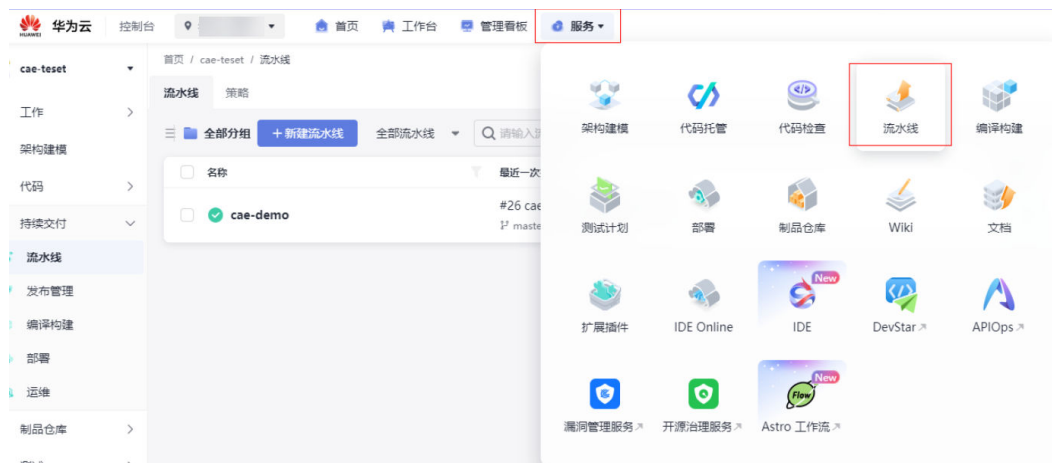 HUAWEI 华为云 控制台 首页 工作台 管理看板 服务
cae-teset
首页 / cae-teset / 流水线
流水线 策略
工作
全部分组 +新建流水线 全部流水线 请输入
架构建模
代码
持续交付
流水线
发布管理
编译构建
部署
运维
制品仓库
名称 最近一次
cae-demo #26 cae
master
架构建模 代码托管 代码检查 流水线 编译构建
测试计划 部署 制品仓库 Wiki 文档
New
扩展插件 IDE Online IDE DevStar APIOps
New
Flow
漏洞管理服务 开源治理服务 Astro 工作流